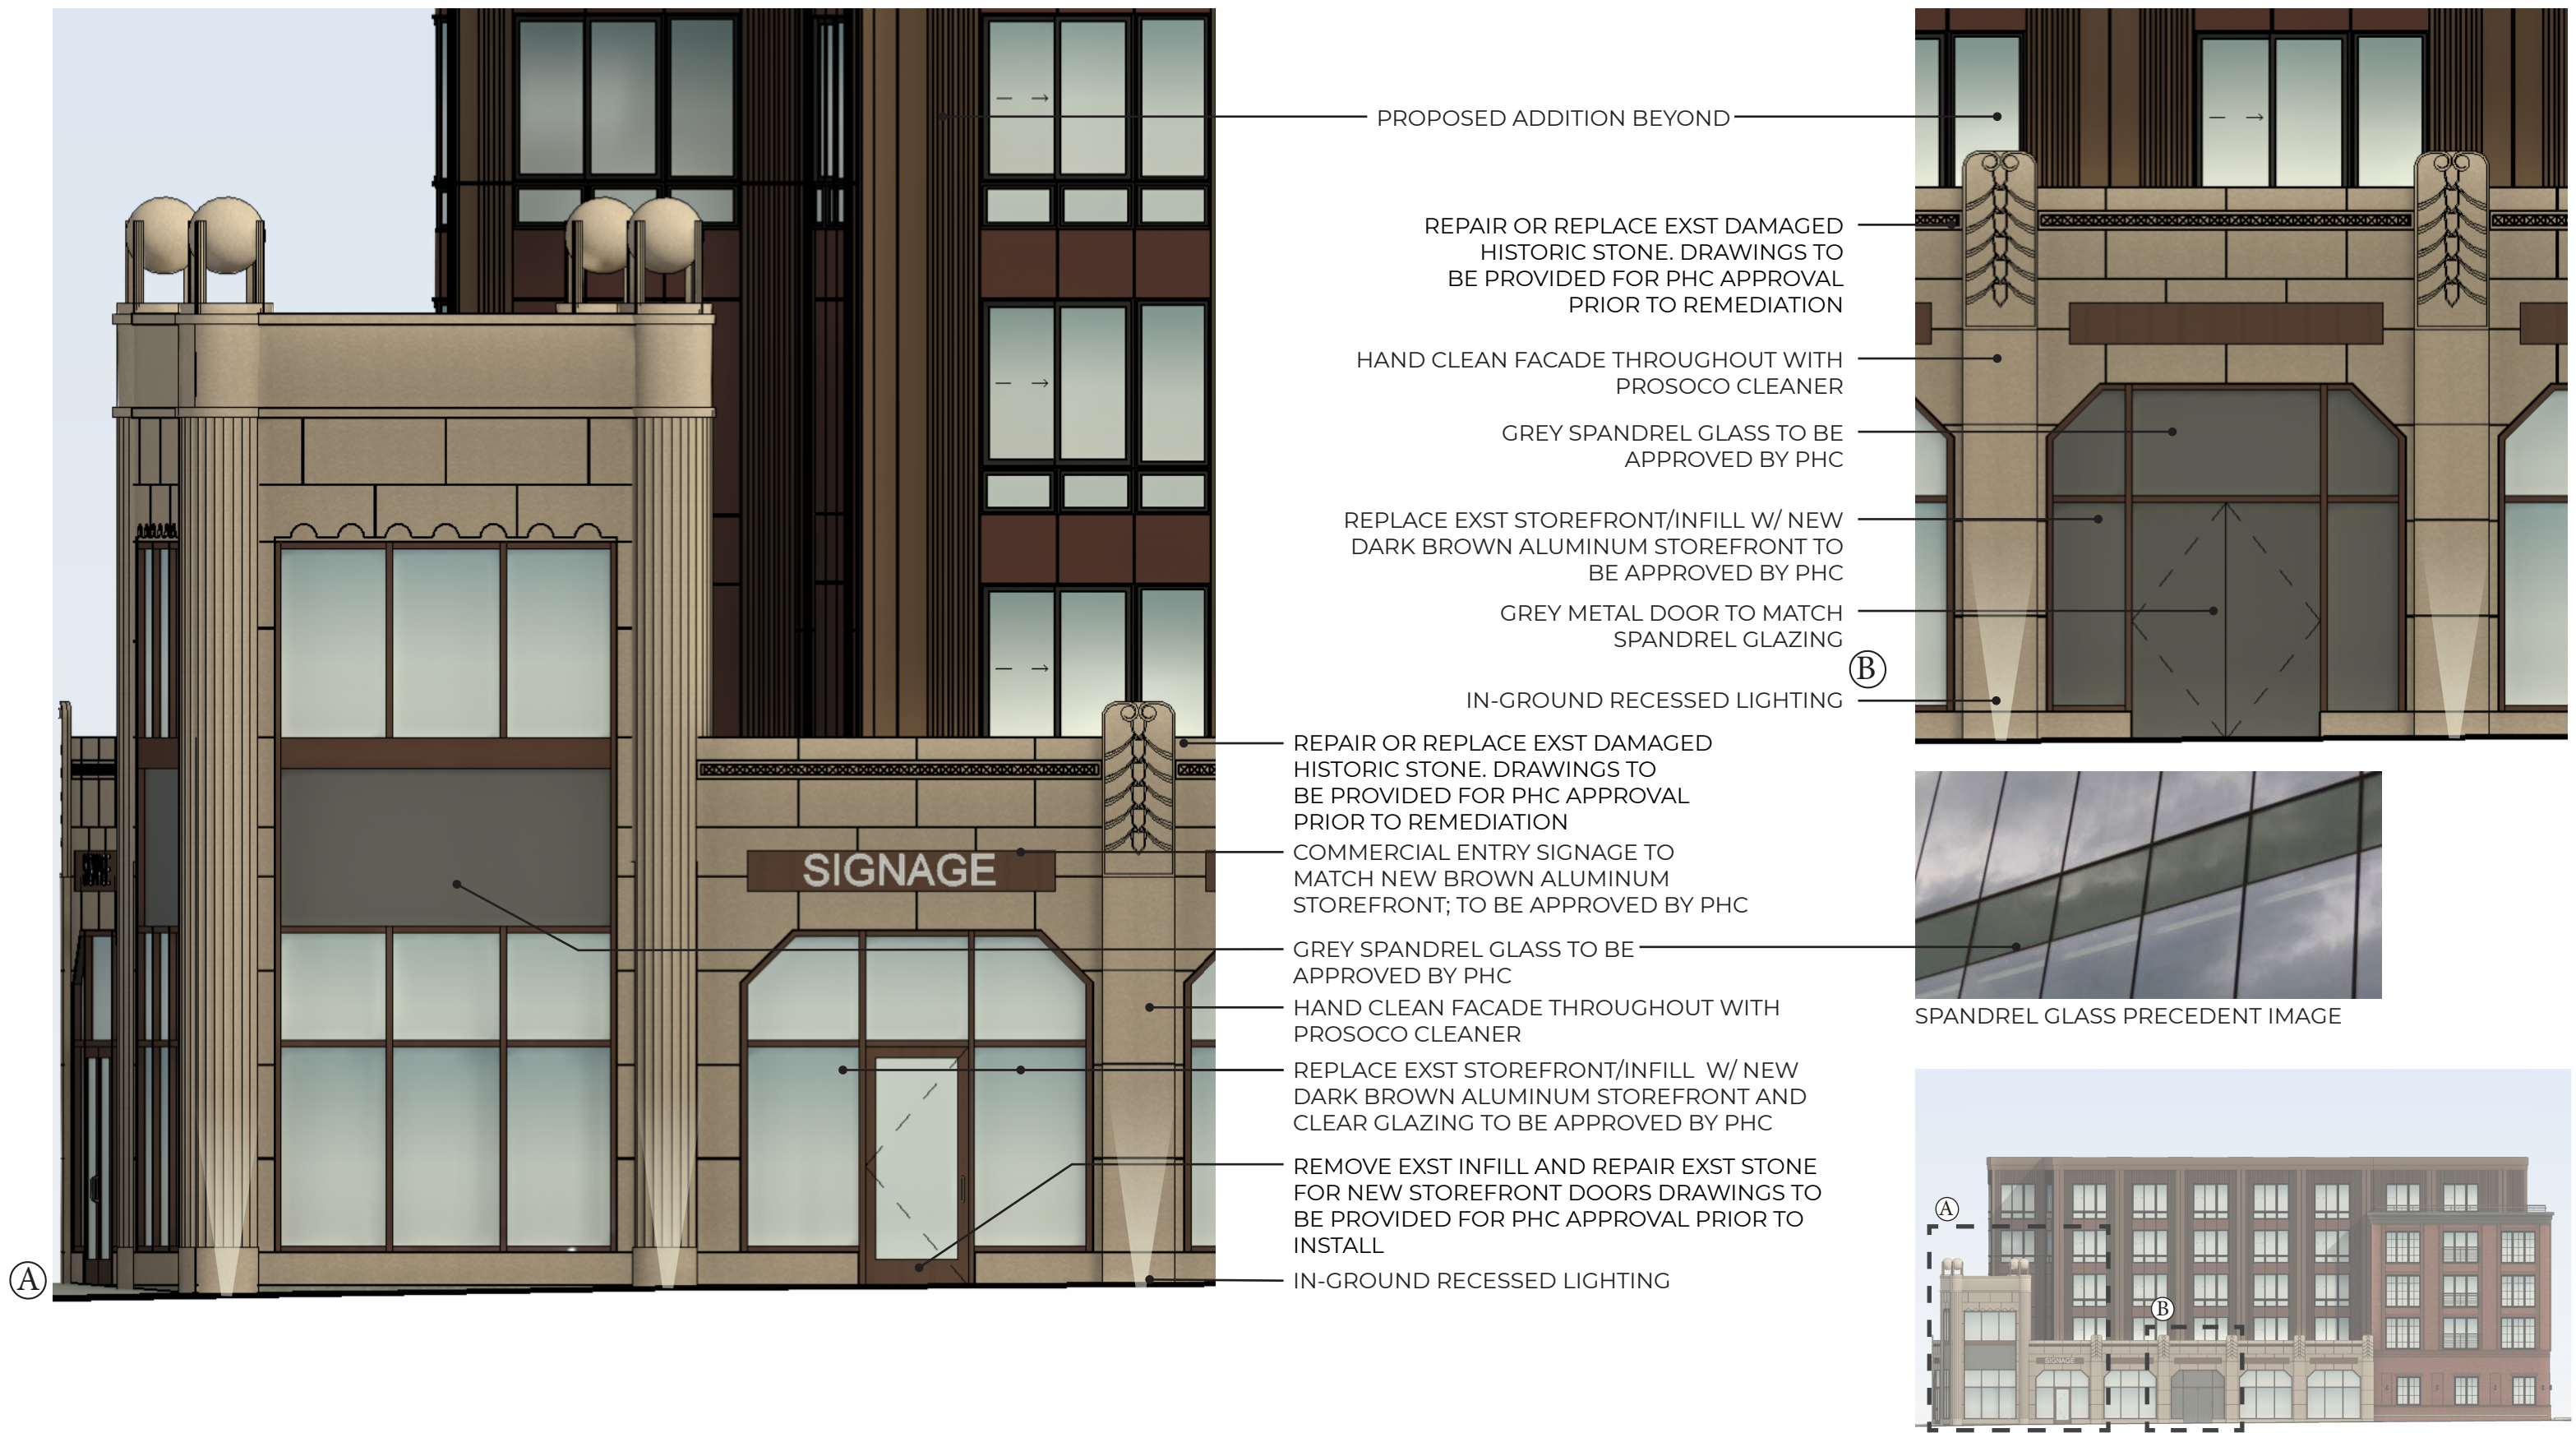 PROPOSED ADDITION BEYOND
REPAIR OR REPLACE EXST DAMAGED
HISTORIC STONE. DRAWINGS TO
BE PROVIDED FOR PHC APPROVAL
PRIOR TO REMEDIATION
HAND CLEAN FACADE THROUGHOUT WITH
PROSOCO CLEANER
GREY SPANDREL GLASS TO BE
APPROVED BY PHC
REPLACE EXST STOREFRONT/INFILL W/ NEW
DARK BROWN ALUMINUM STOREFRONT TO
BE APPROVED BY PHC
GREY METAL DOOR TO MATCH
SPANDREL GLAZING
B
IN-GROUND RECESSED LIGHTING
REPAIR OR REPLACE EXST DAMAGED
HISTORIC STONE. DRAWINGS TO
BE PROVIDED FOR PHC APPROVAL
PRIOR TO REMEDIATION
SIGNAGE
COMMERCIAL ENTRY SIGNAGE TO
MATCH NEW BROWN ALUMINUM
STOREFRONT; TO BE APPROVED BY PHC
GREY SPANDREL GLASS TO BE
APPROVED BY PHC
HAND CLEAN FACADE THROUGHOUT WITH
PROSOCO CLEANER
REPLACE EXST STOREFRONT/INFILL W/ NEW
DARK BROWN ALUMINUM STOREFRONT AND
CLEAR GLAZING TO BE APPROVED BY PHC
REMOVE EXST INFILL AND REPAIR EXST STONE
FOR NEW STOREFRONT DOORS DRAWINGS TO
BE PROVIDED FOR PHC APPROVAL PRIOR TO
INSTALL
IN-GROUND RECESSED LIGHTING
A
SPANDREL GLASS PRECEDENT IMAGE
A
B
SIGNAGE